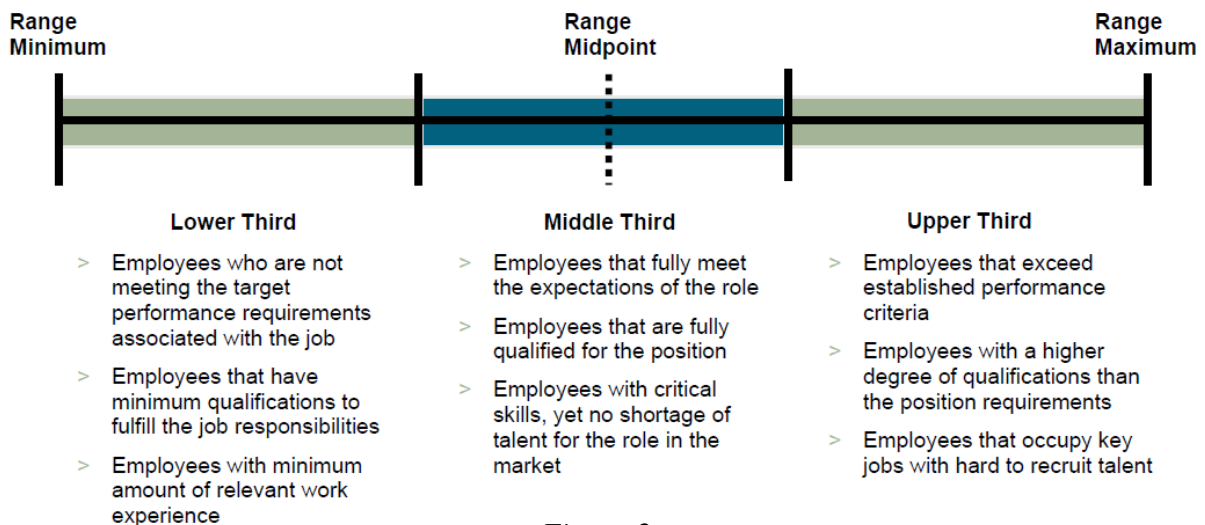 Range
Minimum
Range
Midpoint
Range
Maximum
Lower Third
> Employees who are not
meeting the target
performance requirements
associated with the job
> Employees that have
minimum qualifications to
fulfill the job responsibilities
> Employees with minimum
amount of relevant work
experience
Middle Third
> Employees that fully meet
the expectations of the role
> Employees that are fully
qualified for the position
> Employees with critical
skills, yet no shortage of
talent for the role in the
market
Upper Third
> Employees that exceed
established performance
criteria
> Employees with a higher
degree of qualifications than
the position requirements
> Employees that occupy key
jobs with hard to recruit talent